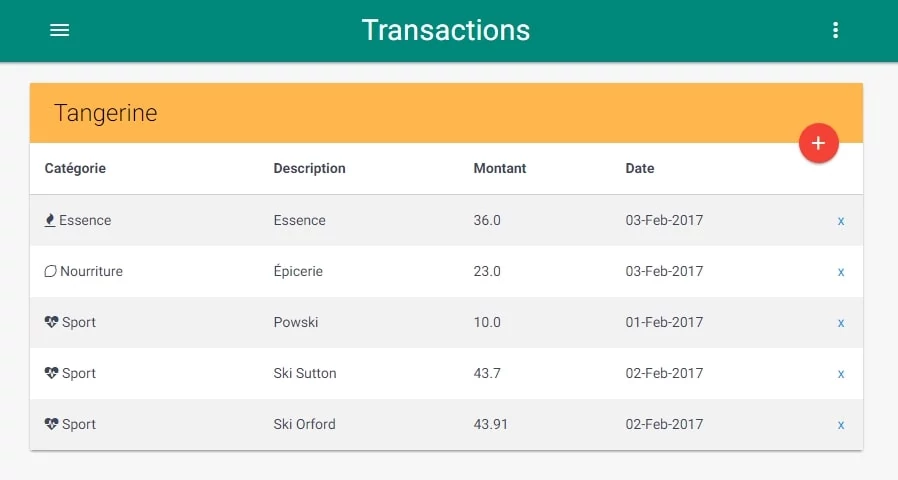 Transactions
Tangerine
Catégorie Description Montant Date
Essence Essence 36.0 03-Feb-2017 x
Nourriture Épicerie 23.0 03-Feb-2017 x
Sport Powski 10.0 01-Feb-2017 x
Sport Ski Sutton 43.7 02-Feb-2017 x
Sport Ski Orford 43.91 02-Feb-2017 x